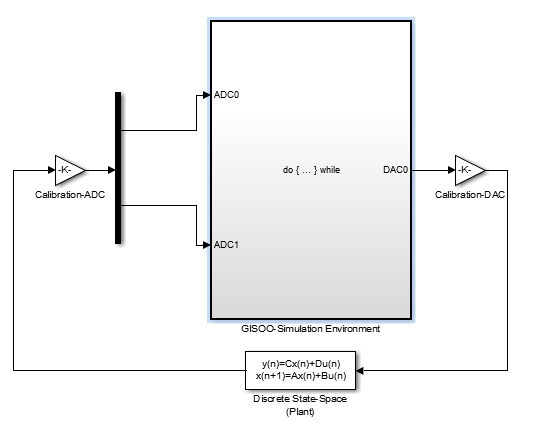 ADC0
do { ... } while
DAC0
-K-
-K-
Calibration-ADC
Calibration-DAC
ADC1
GISOO-Simulation Environment
y(n)=Cx(n)+Du(n)
x(n+1)=Ax(n)+Bu(n)
Discrete State-Space
(Plant)